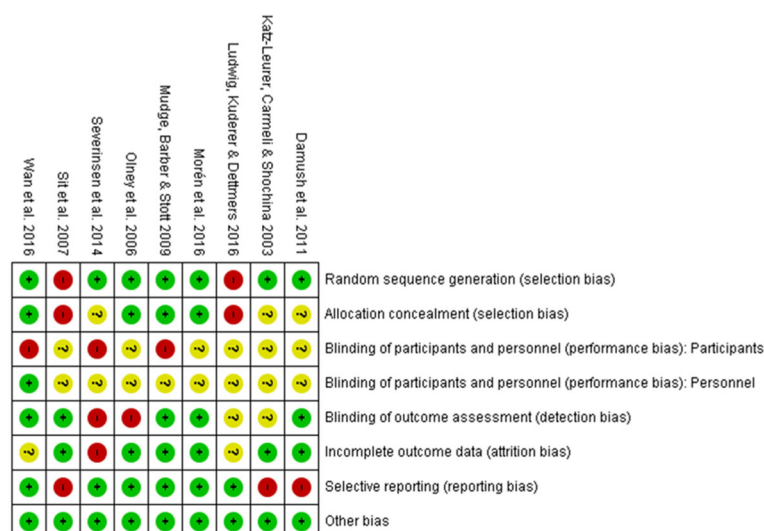 Wan et al. 2016
Sit et al. 2007
Severinsen et al. 2014
Olney et al. 2006
Mudge, Barber & Stott 2009
Morén et al. 2016
Ludwig, Kuderer & Dettmers 2016
Katz-Leurer, Carmeli & Shochina 2003
Damush et al. 2011
+ - + + + + - + + Random sequence generation (selection bias)
+ - ? + + + - ? ? Allocation concealment (selection bias)
- ? - ? - ? ? ? ? Blinding of participants and personnel (performance bias): Participants
+ ? ? ? ? ? ? ? ? Blinding of participants and personnel (performance bias): Personnel
+ + - - + + ? ? + Blinding of outcome assessment (detection bias)
? + - + + + ? + + Incomplete outcome data (attrition bias)
+ - + + + + + - - Selective reporting (reporting bias)
+ + + + + + + + + Other bias